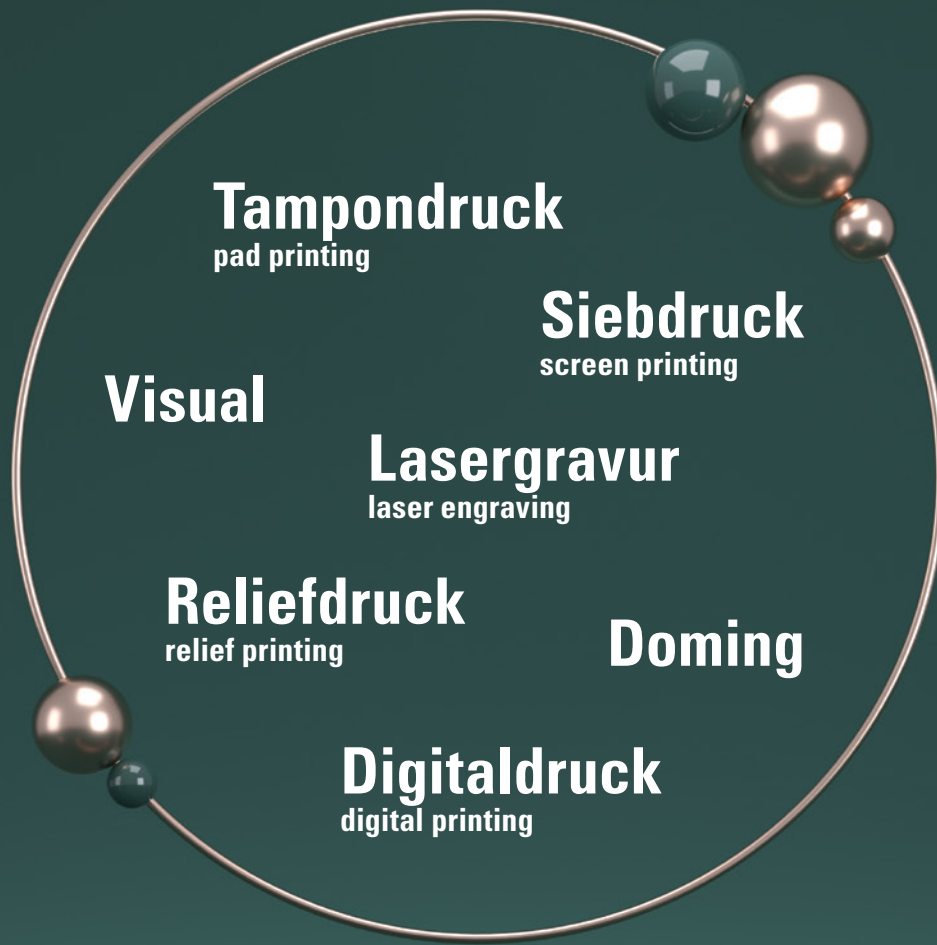 Tampondruck
pad printing
Siebdruck
screen printing
Visual
Lasergravur
laser engraving
Reliefdruck
relief printing
Doming
Digitaldruck
digital printing